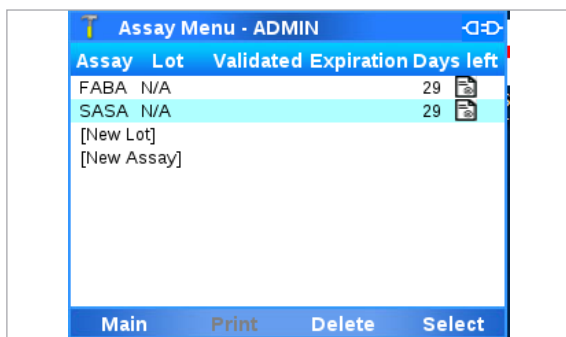 Assay Menu - ADMIN
Assay Lot Validated Expiration Days left
FABA N/A 29
SASA N/A 29
[New Lot]
[New Assay]
Main Print Delete Select